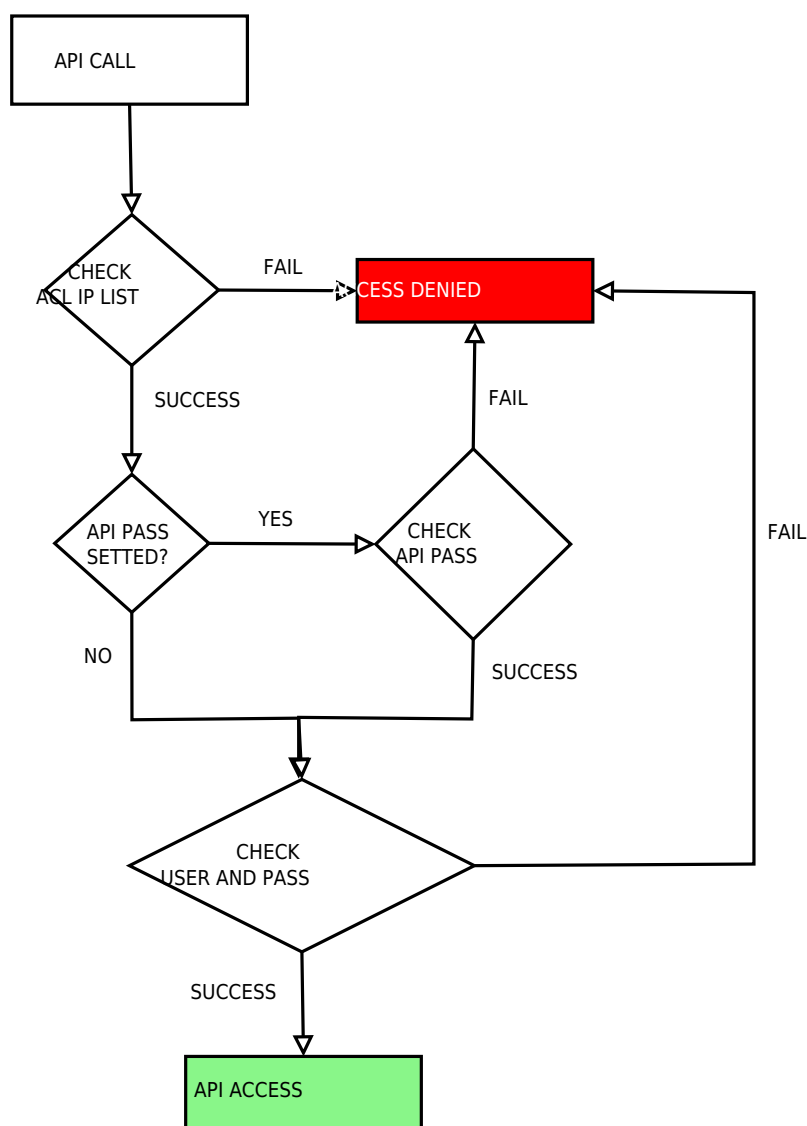 API CALL
CHECK
ACL IP LIST
FAIL
ACCESS DENIED
SUCCESS
FAIL
API PASS
SETTED?
YES
CHECK
API PASS
FAIL
NO
SUCCESS
CHECK
USER AND PASS
SUCCESS
API ACCESS